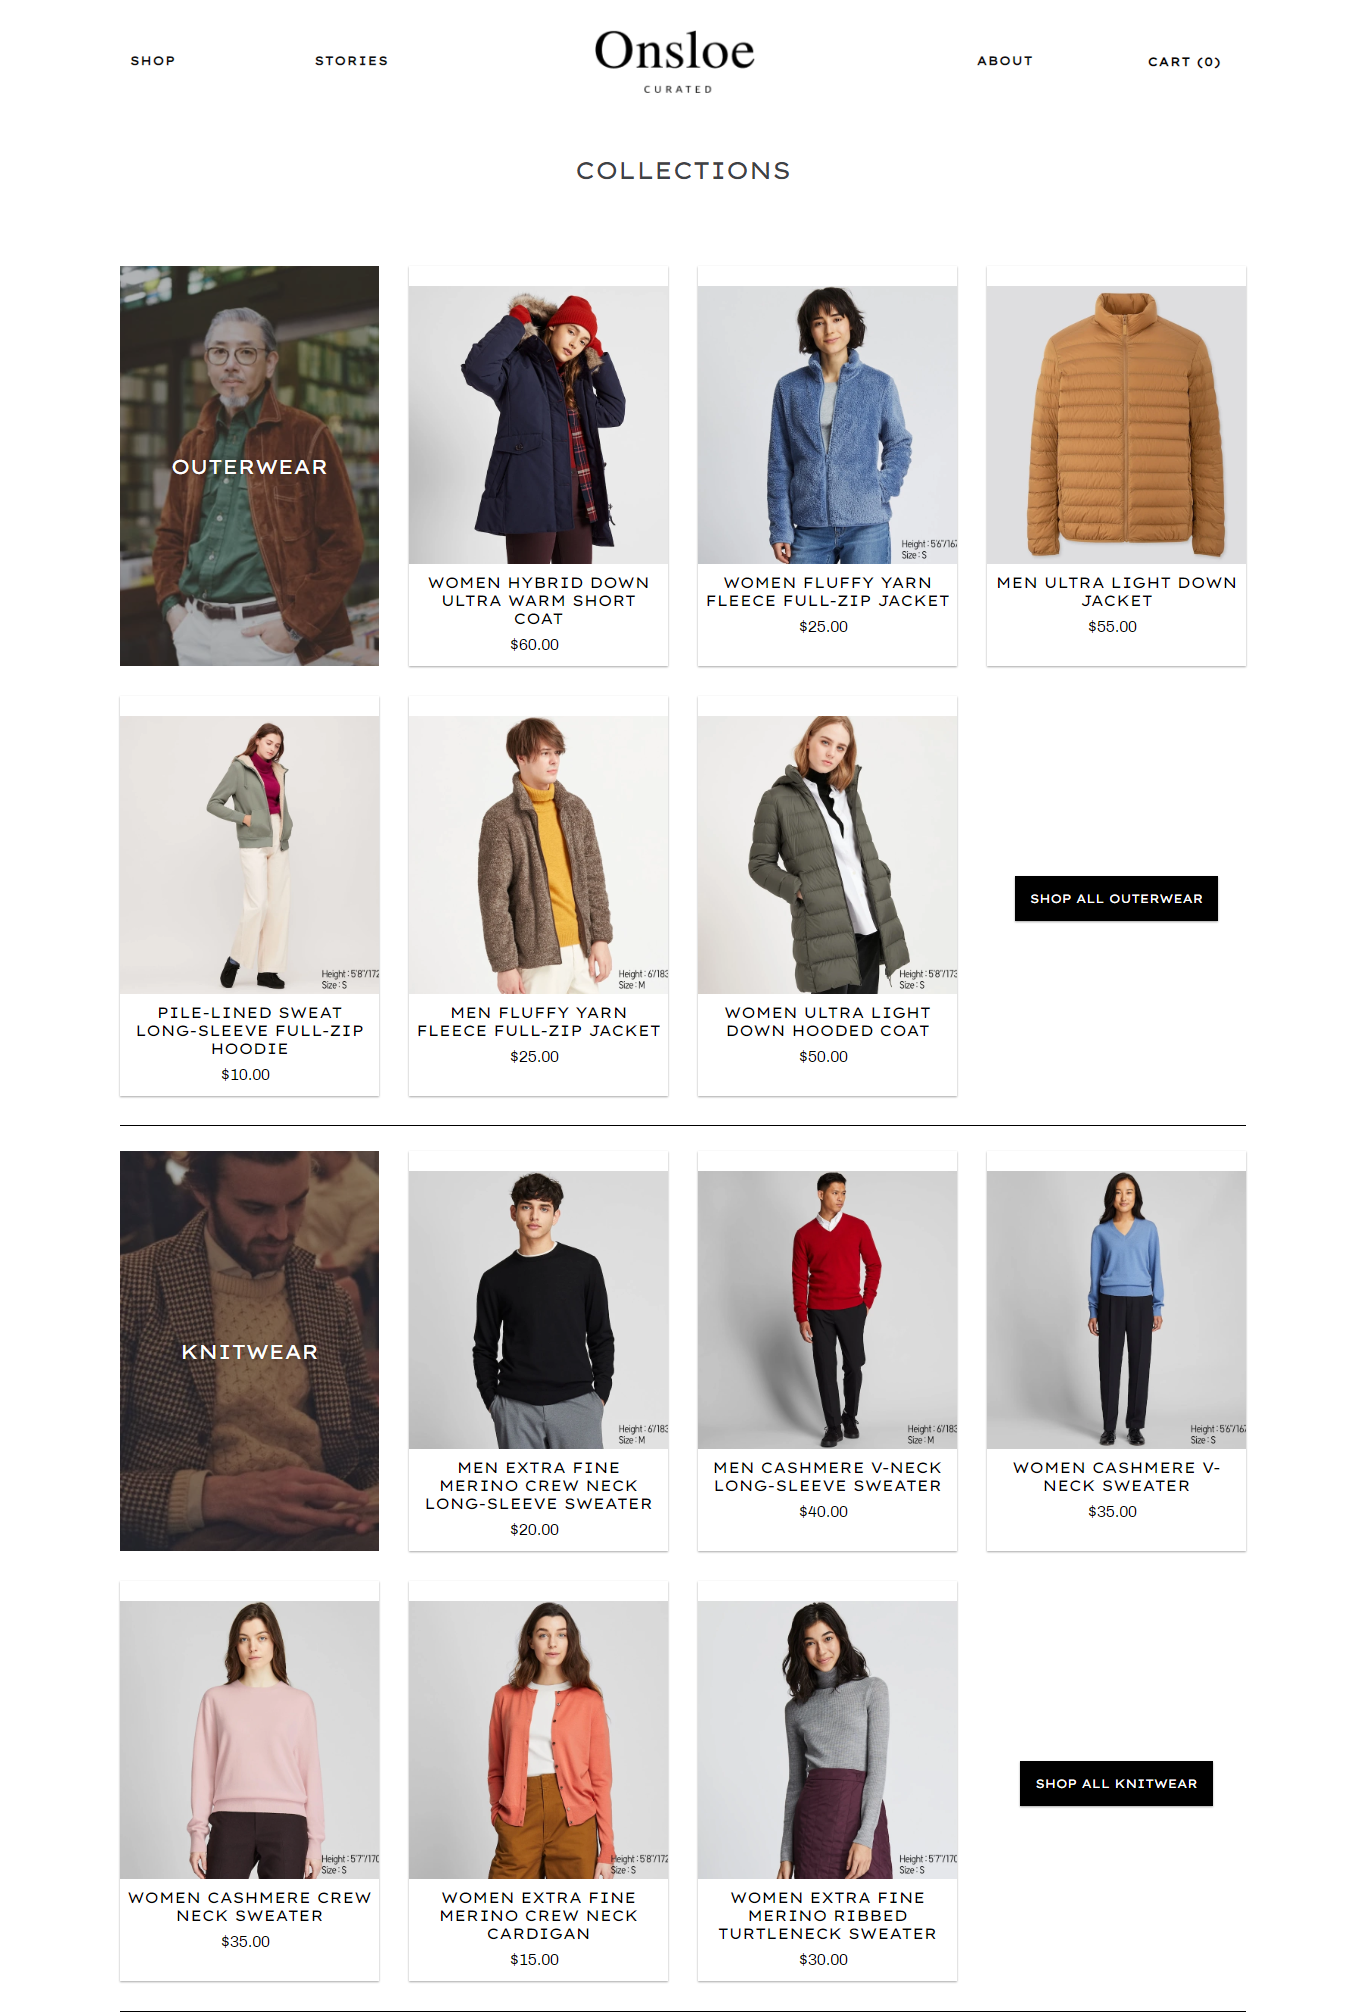 SHOP
STORIES
Onsloe
CURATED
ABOUT
CART (0)
COLLECTIONS
OUTERWEAR
WOMEN HYBRID DOWN
ULTRA WARM SHORT
COAT
$60.00
Height : 5'6"/167
Size : S
WOMEN FLUFFY YARN
FLEECE FULL-ZIP JACKET
$25.00
MEN ULTRA LIGHT DOWN
JACKET
$55.00
Height : 5'8"/172
Size : S
PILE-LINED SWEAT
LONG-SLEEVE FULL-ZIP
HOODIE
$10.00
Height : 6'/183
Size : M
MEN FLUFFY YARN
FLEECE FULL-ZIP JACKET
$25.00
Height : 5'8"/173
Size : S
WOMEN ULTRA LIGHT
DOWN HOODED COAT
$50.00
SHOP ALL OUTERWEAR
KNITWEAR
Height : 6'/183
Size : M
MEN EXTRA FINE
MERINO CREW NECK
LONG-SLEEVE SWEATER
$20.00
Height : 6'/183
Size : M
MEN CASHMERE V-NECK
LONG-SLEEVE SWEATER
$40.00
Height : 5'6"/167
Size : S
WOMEN CASHMERE V-
NECK SWEATER
$35.00
Height : 5'7"/170
Size : S
WOMEN CASHMERE CREW
NECK SWEATER
$35.00
Height : 5'8"/172
Size : S
WOMEN EXTRA FINE
MERINO CREW NECK
CARDIGAN
$15.00
Height : 5'7"/170
Size : S
WOMEN EXTRA FINE
MERINO RIBBED
TURTLENECK SWEATER
$30.00
SHOP ALL KNITWEAR